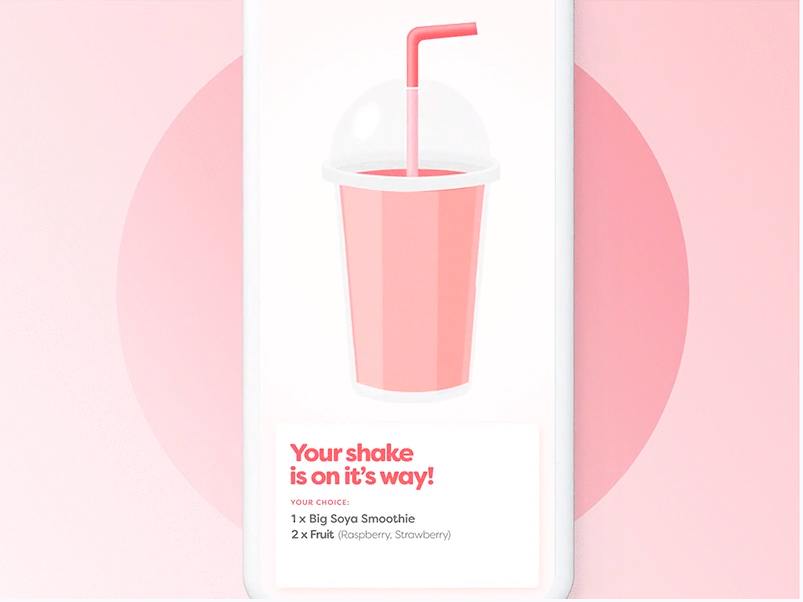 Your shake
is on it's way!
YOUR CHOICE:
1 x Big Soya Smoothie
2 x Fruit (Raspberry, Strawberry)